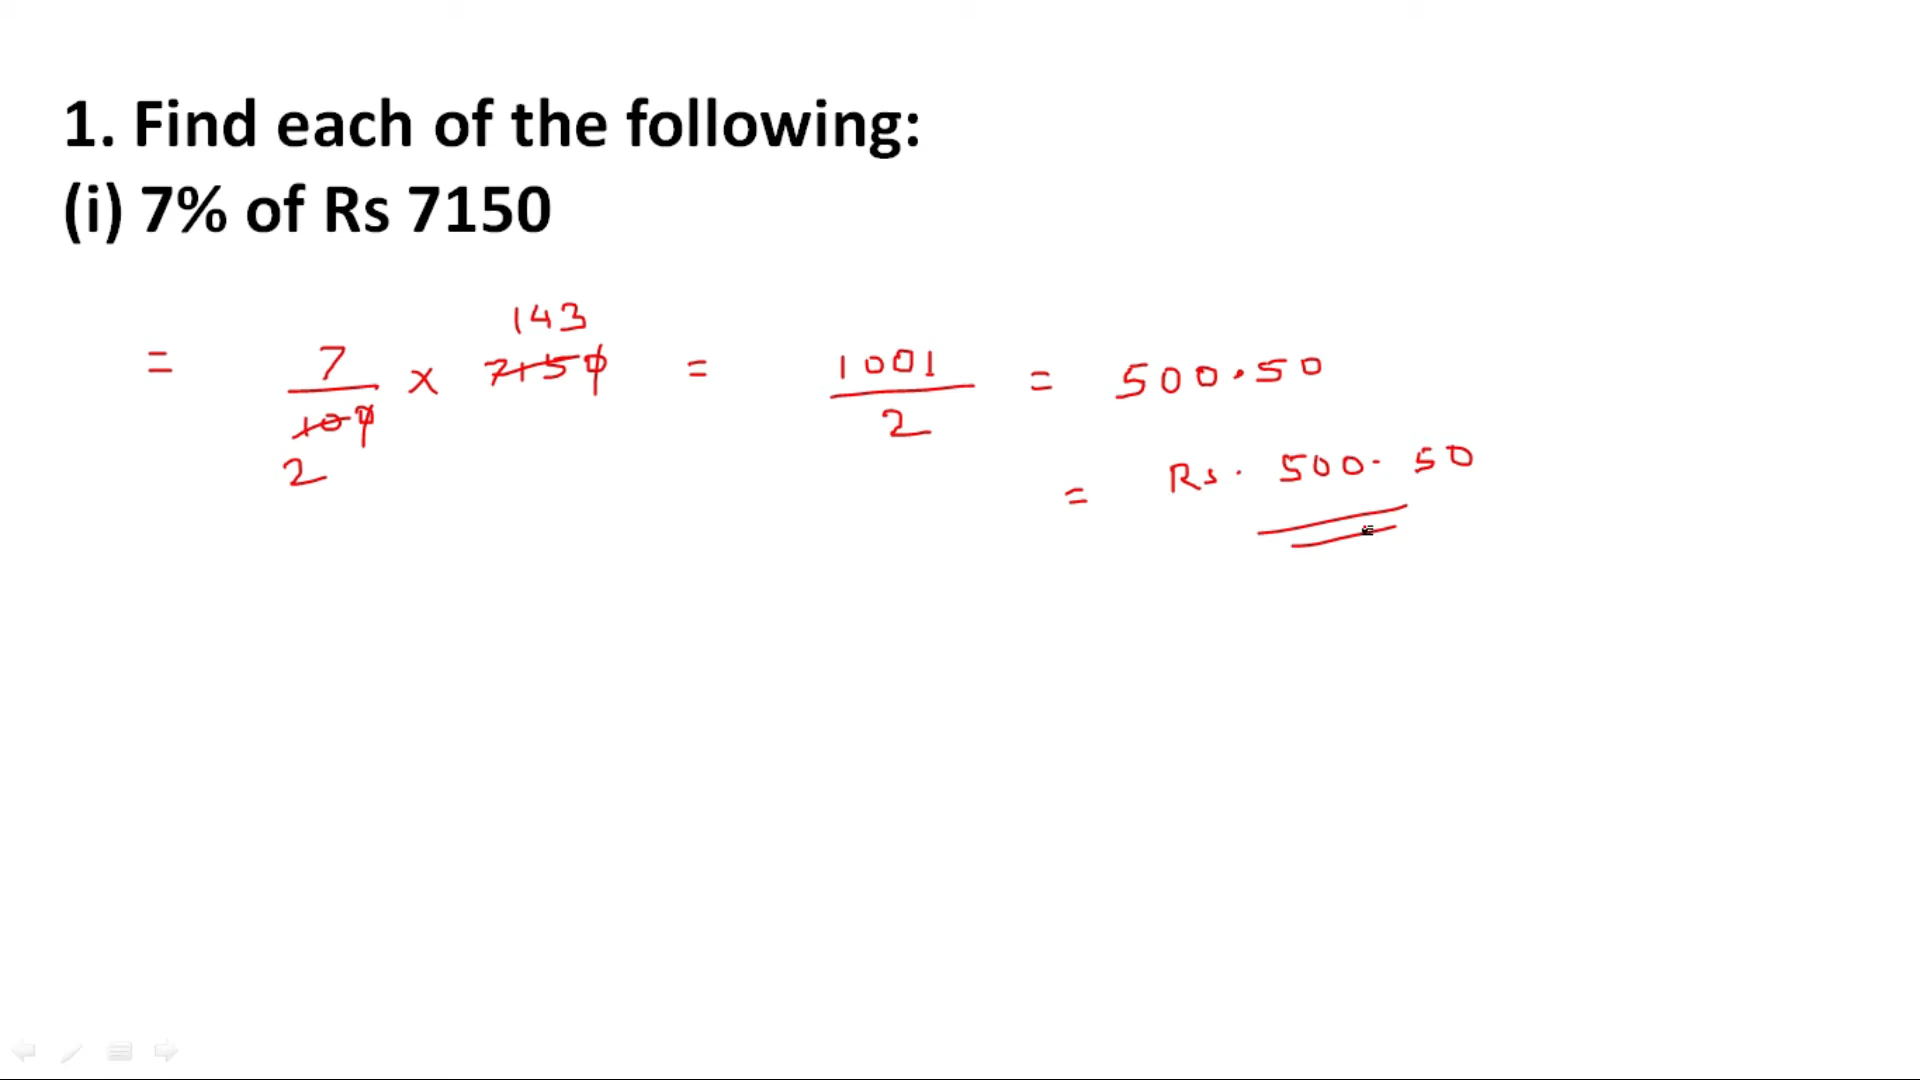 1. Find each of the following:
(i) 7% of Rs 7150
= 7/100 × 7150 = 1001/2 = 500.50
143
2
= Rs. 500.50